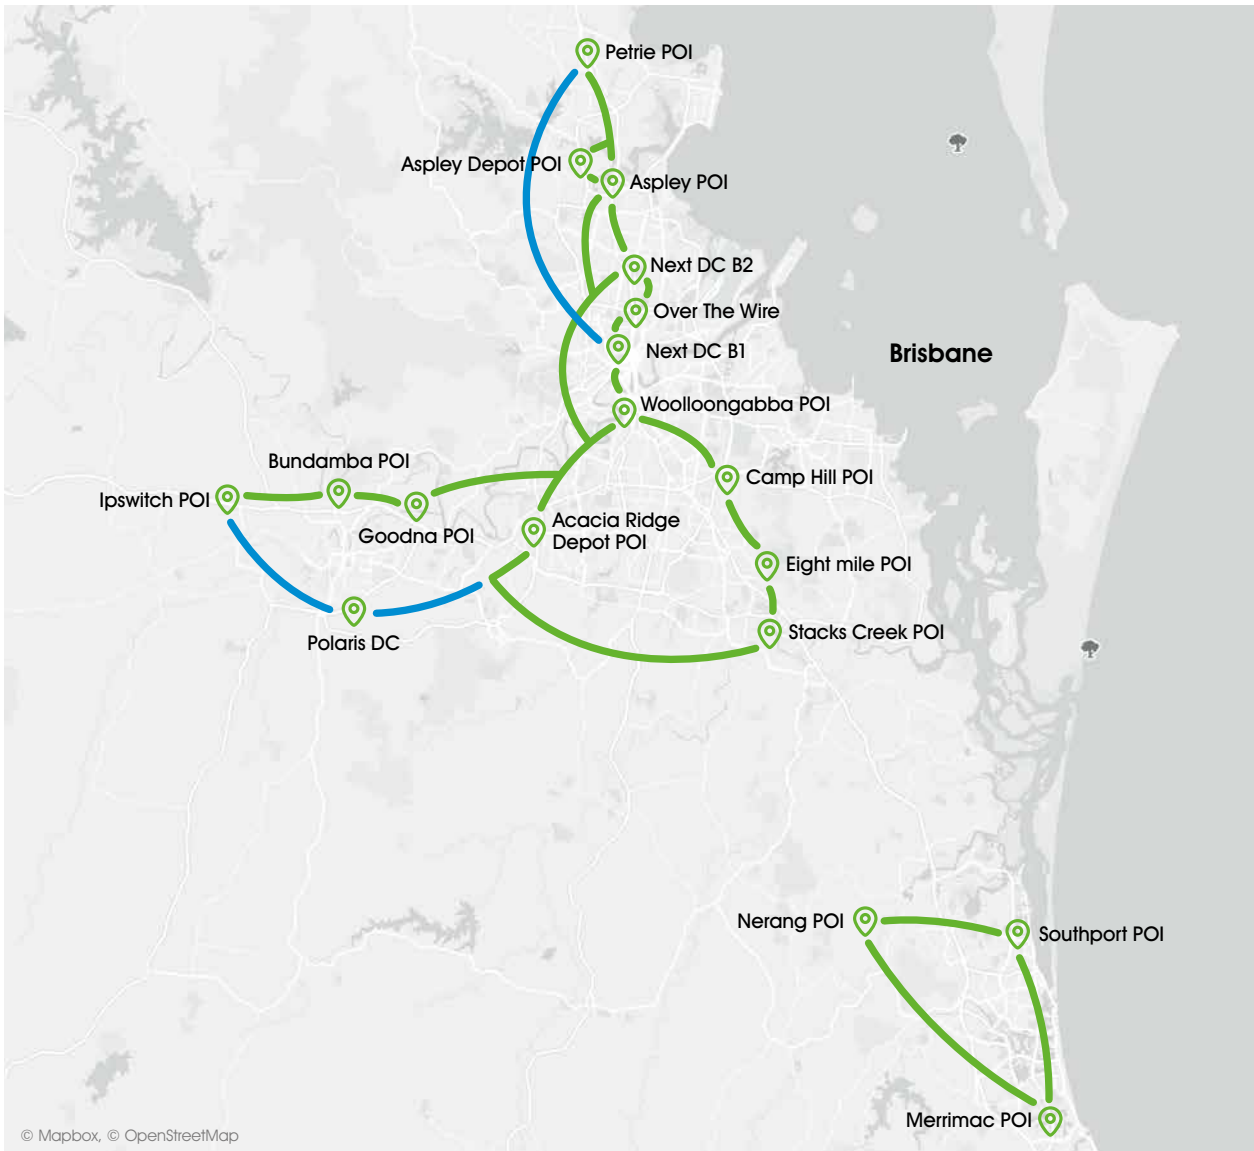 Petrie POI
Aspley Depot POI
Aspley POI
Next DC B2
Over The Wire
Next DC B1
Brisbane
Woolloongabba POI
Bundamba POI
Camp Hill POI
Ipswitch POI
Goodna POI
Acacia Ridge
Depot POI
Eight mile POI
Stacks Creek POI
Polaris DC
Nerang POI
Southport POI
Merrimac POI
© Mapbox, © OpenStreetMap